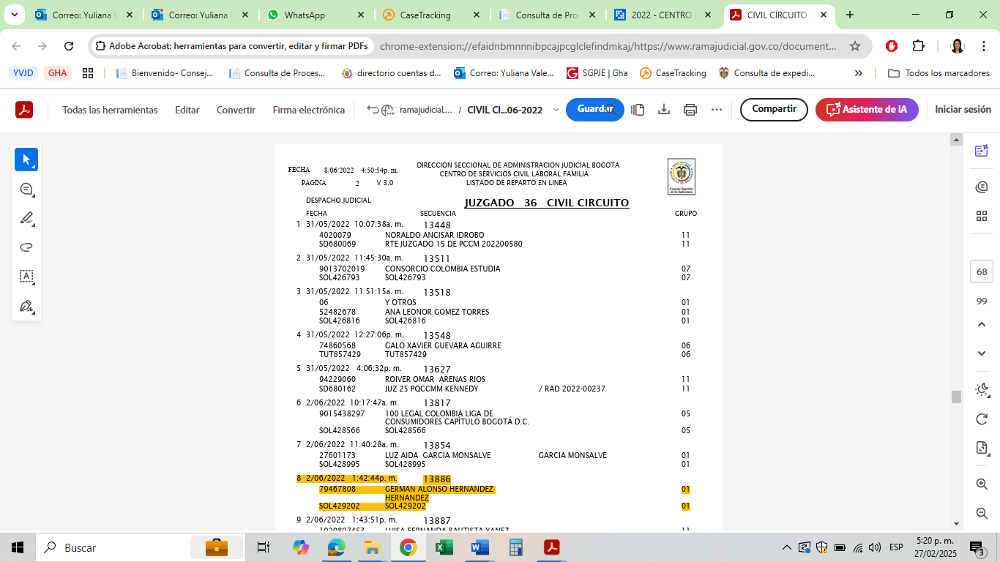 Correo: Yuliana V
Correo: Yuliana V
WhatsApp
CaseTracking
Consulta de Proc
2022 - CENTRO
CIVIL CIRCUITO
Adobe Acrobat: herramientas para convertir, editar y firmar PDFs
chrome-extension://efaidnbmnnnibpcajpcglclefindmkaj/https://www.ramajudicial.gov.co/document...
YVJD
GHA
Bienvenido- Consej...
Consulta de Proces...
directorio cuentas d...
Correo: Yuliana Vale...
SGPJE | Gha
CaseTracking
Consulta de expedi...
»
Todos los marcadores
Todas las herramientas
Editar
Convertir
Firma electrónica
ramajudicial....
/ CIVIL CI...06-2022
Guardar
Compartir
Asistente de IA
Iniciar sesión
FECHA 8/06/2022 4:50:54p. m.
DIRECCION SECCIONAL DE ADMINISTRACION JUDICIAL BOGOTA
CENTRO DE SERVICIOS CIVIL LABORAL FAMILIA
PAGINA 2 V 3.0
LISTADO DE REPARTO EN LINEA
Consejo Superior
de la Judicatura
DESPACHO JUDICIAL JUZGADO 36 CIVIL CIRCUITO
FECHA SECUENCIA GRUPO
1 31/05/2022 10:07:38a. m. 13448
4020079 NORALDO ANCISAR IDROBO 11
SD680069 RTE JUZGADO 15 DE PCCM 202200580 11
2 31/05/2022 11:45:30a. m. 13511
9013702019 CONSORCIO COLOMBIA ESTUDIA 07
SOL426793 SOL426793 07
3 31/05/2022 11:51:15a. m. 13518
06 Y OTROS 01
52482678 ANA LEONOR GOMEZ TORRES 01
SOL426816 SOL426816 01
4 31/05/2022 12:27:06p. m. 13548
74860568 GALO XAVIER GUEVARA AGUIRRE 06
TUT857429 TUT857429 06
5 31/05/2022 4:06:32p. m. 13627
94229060 ROIVER OMAR ARENAS RIOS 11
SD680162 JUZ 25 PQCCMM KENNEDY / RAD 2022-00237 11
6 2/06/2022 10:17:47a. m. 13817
9015438297 100 LEGAL COLOMBIA LIGA DE 05
CONSUMIDORES CAPÍTULO BOGOTÁ D.C.
SOL428566 SOL428566 05
7 2/06/2022 11:40:28a. m. 13854
27601173 LUZ AIDA GARCIA MONSALVE GARCIA MONSALVE 01
SOL428995 SOL428995 01
8 2/06/2022 1:42:44p. m. 13886
79467808 GERMAN ALONSO HERNANDEZ 01
HERNANDEZ
SOL429202 SOL429202 01
9 2/06/2022 1:43:51p. m. 13887
1020807453 LUISA FERNANDA BAUTISTA YANEZ 11
68
99
Buscar
ESP
5:20 p. m.
27/02/2025
3